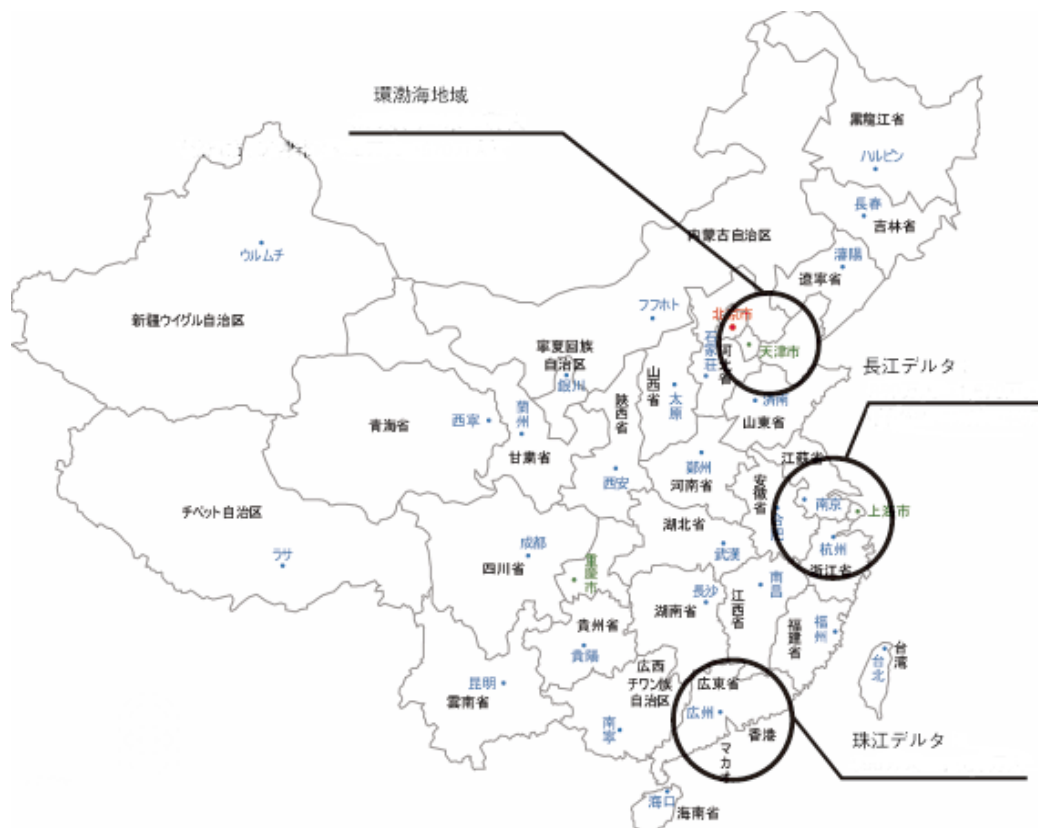 環渤海地域
黒龍江省
ハルビン
長春
吉林省
内蒙古自治区
瀋陽
遼寧省
ウルムチ
新疆ウイグル自治区
フフホト
北京市
天津市
石家荘
河北省
寧夏回族
自治区
銀川
山西省
太原
長江デルタ
済南
山東省
青海省
西寧
蘭州
甘粛省
陝西省
西安
鄭州
河南省
江蘇省
安徽省
南京
上海市
合肥
杭州
浙江省
チベット自治区
ラサ
成都
四川省
重慶市
湖北省
武漢
長沙
湖南省
江西省
南昌
福建省
福州
台湾
台北
貴州省
貴陽
昆明
雲南省
広西
チワン族
自治区
南寧
広東省
広州
香港
マカオ
珠江デルタ
海口
海南省